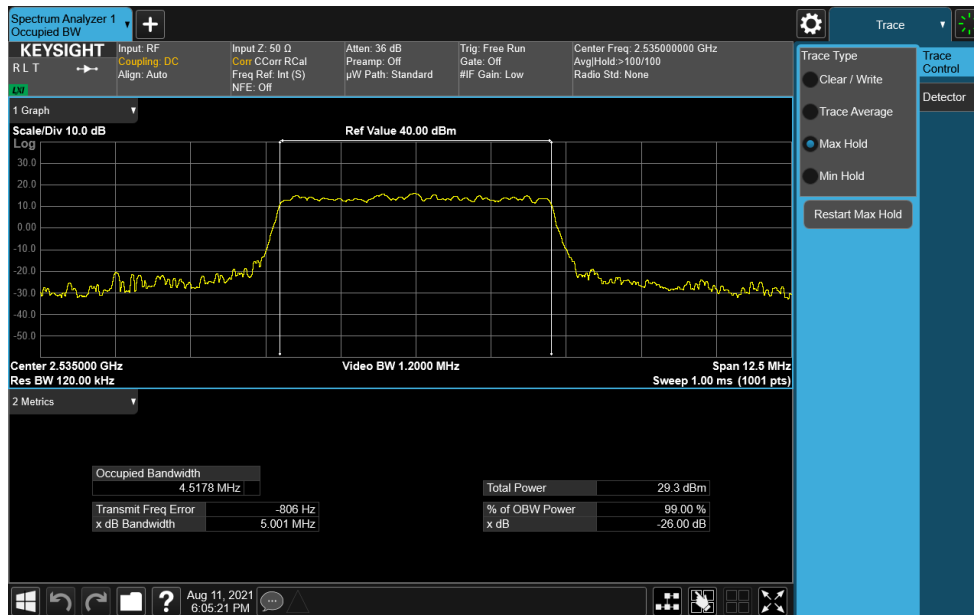 Spectrum Analyzer 1
Occupied BW
+
Trace
KEYSIGHT
R L T
LXI
Input: RF
Coupling: DC
Align: Auto
Input Z: 50 Ω
Corr CCorr RCal
Freq Ref: Int (S)
NFE: Off
Atten: 36 dB
Preamp: Off
µW Path: Standard
Trig: Free Run
Gate: Off
#IF Gain: Low
Center Freq: 2.535000000 GHz
Avg|Hold:>100/100
Radio Std: None
Trace Type
Clear / Write
Trace Average
Max Hold
Min Hold
Restart Max Hold
Trace
Control
Detector
1 Graph
Scale/Div 10.0 dB
Ref Value 40.00 dBm
Log
30.0
20.0
10.0
0.00
-10.0
-20.0
-30.0
-40.0
-50.0
Center 2.535000 GHz
Video BW 1.2000 MHz
Span 12.5 MHz
Res BW 120.00 kHz
Sweep 1.00 ms (1001 pts)
2 Metrics
Occupied Bandwidth
4.5178 MHz
Total Power 29.3 dBm
Transmit Freq Error -806 Hz
% of OBW Power 99.00 %
x dB Bandwidth 5.001 MHz
x dB -26.00 dB
?
Aug 11, 2021
6:05:21 PM